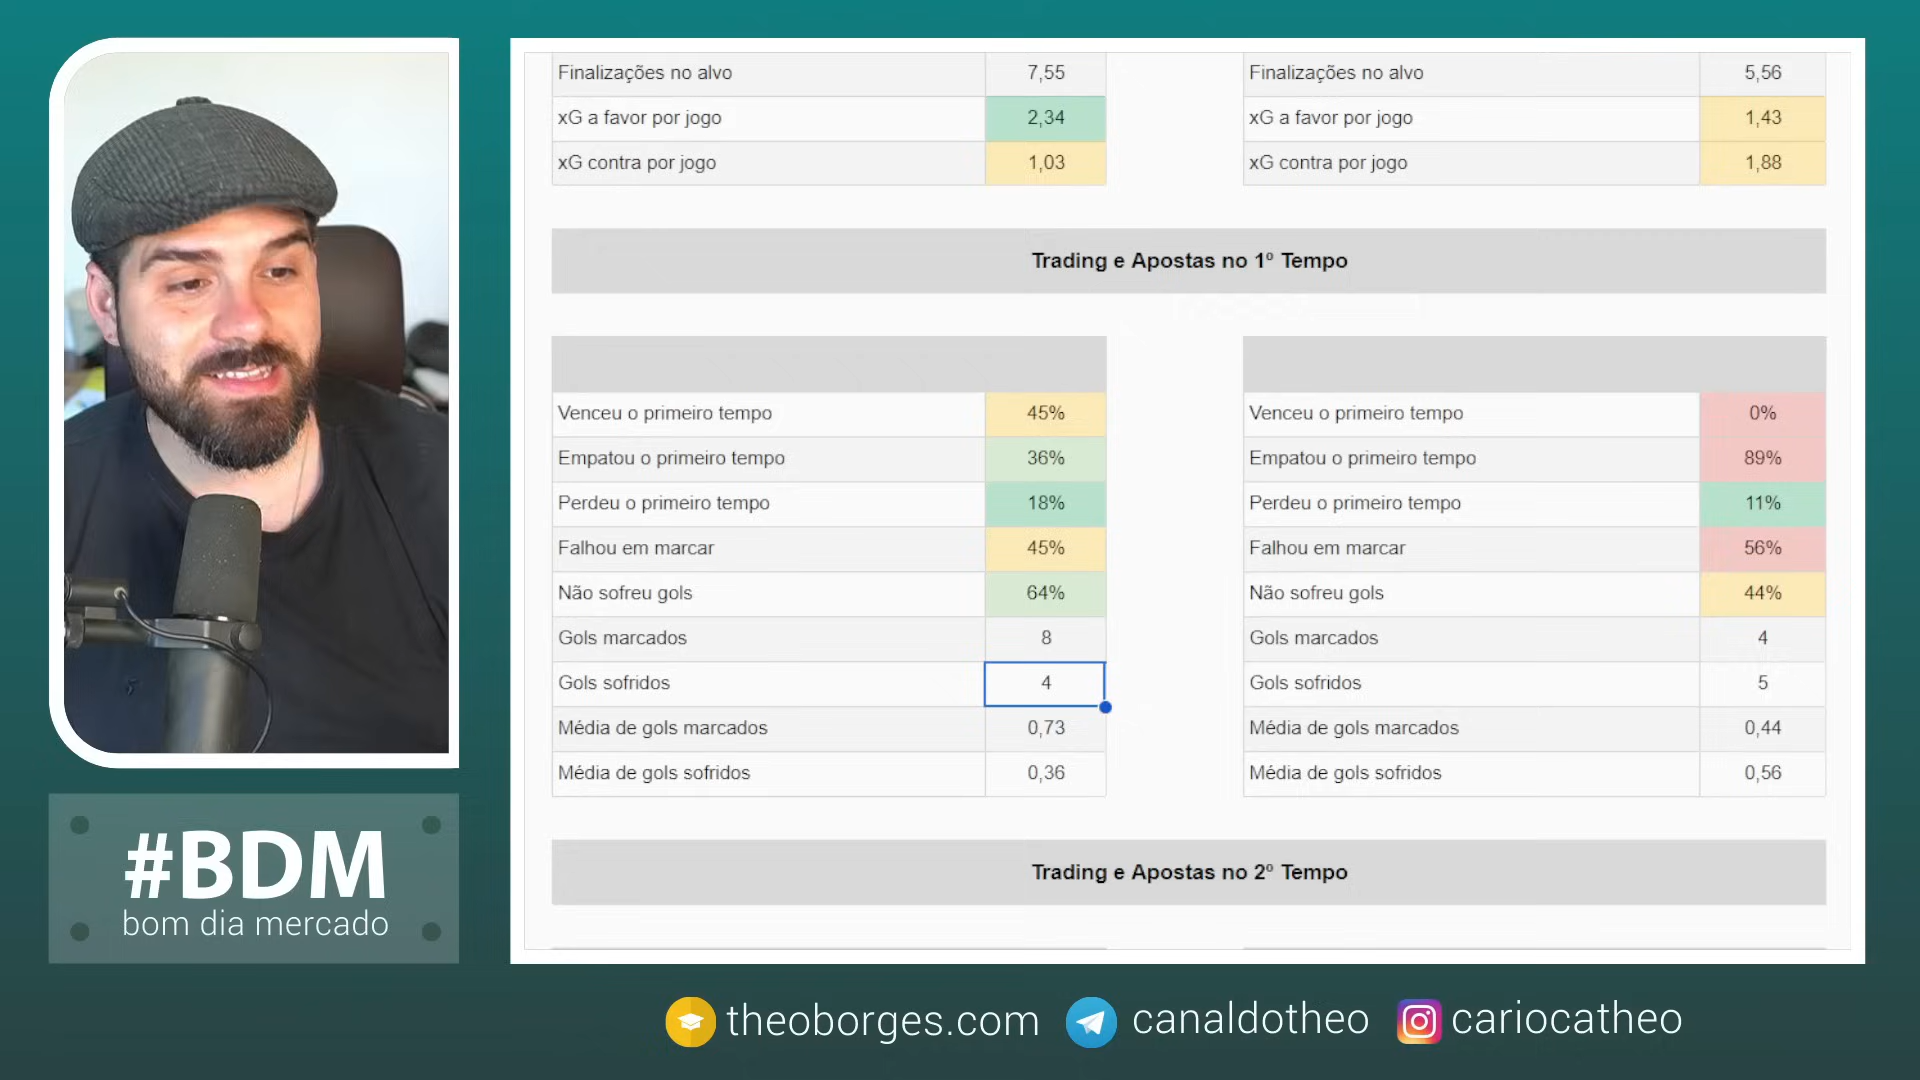 Finalizações no alvo 7,55
xG a favor por jogo 2,34
xG contra por jogo 1,03
Finalizações no alvo 5,56
xG a favor por jogo 1,43
xG contra por jogo 1,88
Trading e Apostas no 1º Tempo
Venceu o primeiro tempo 45%
Empatou o primeiro tempo 36%
Perdeu o primeiro tempo 18%
Falhou em marcar 45%
Não sofreu gols 64%
Gols marcados 8
Gols sofridos 4
Média de gols marcados 0,73
Média de gols sofridos 0,36
Venceu o primeiro tempo 0%
Empatou o primeiro tempo 89%
Perdeu o primeiro tempo 11%
Falhou em marcar 56%
Não sofreu gols 44%
Gols marcados 4
Gols sofridos 5
Média de gols marcados 0,44
Média de gols sofridos 0,56
Trading e Apostas no 2º Tempo
#BDM
bom dia mercado
theoborges.com
canaldotheo
cariocatheo